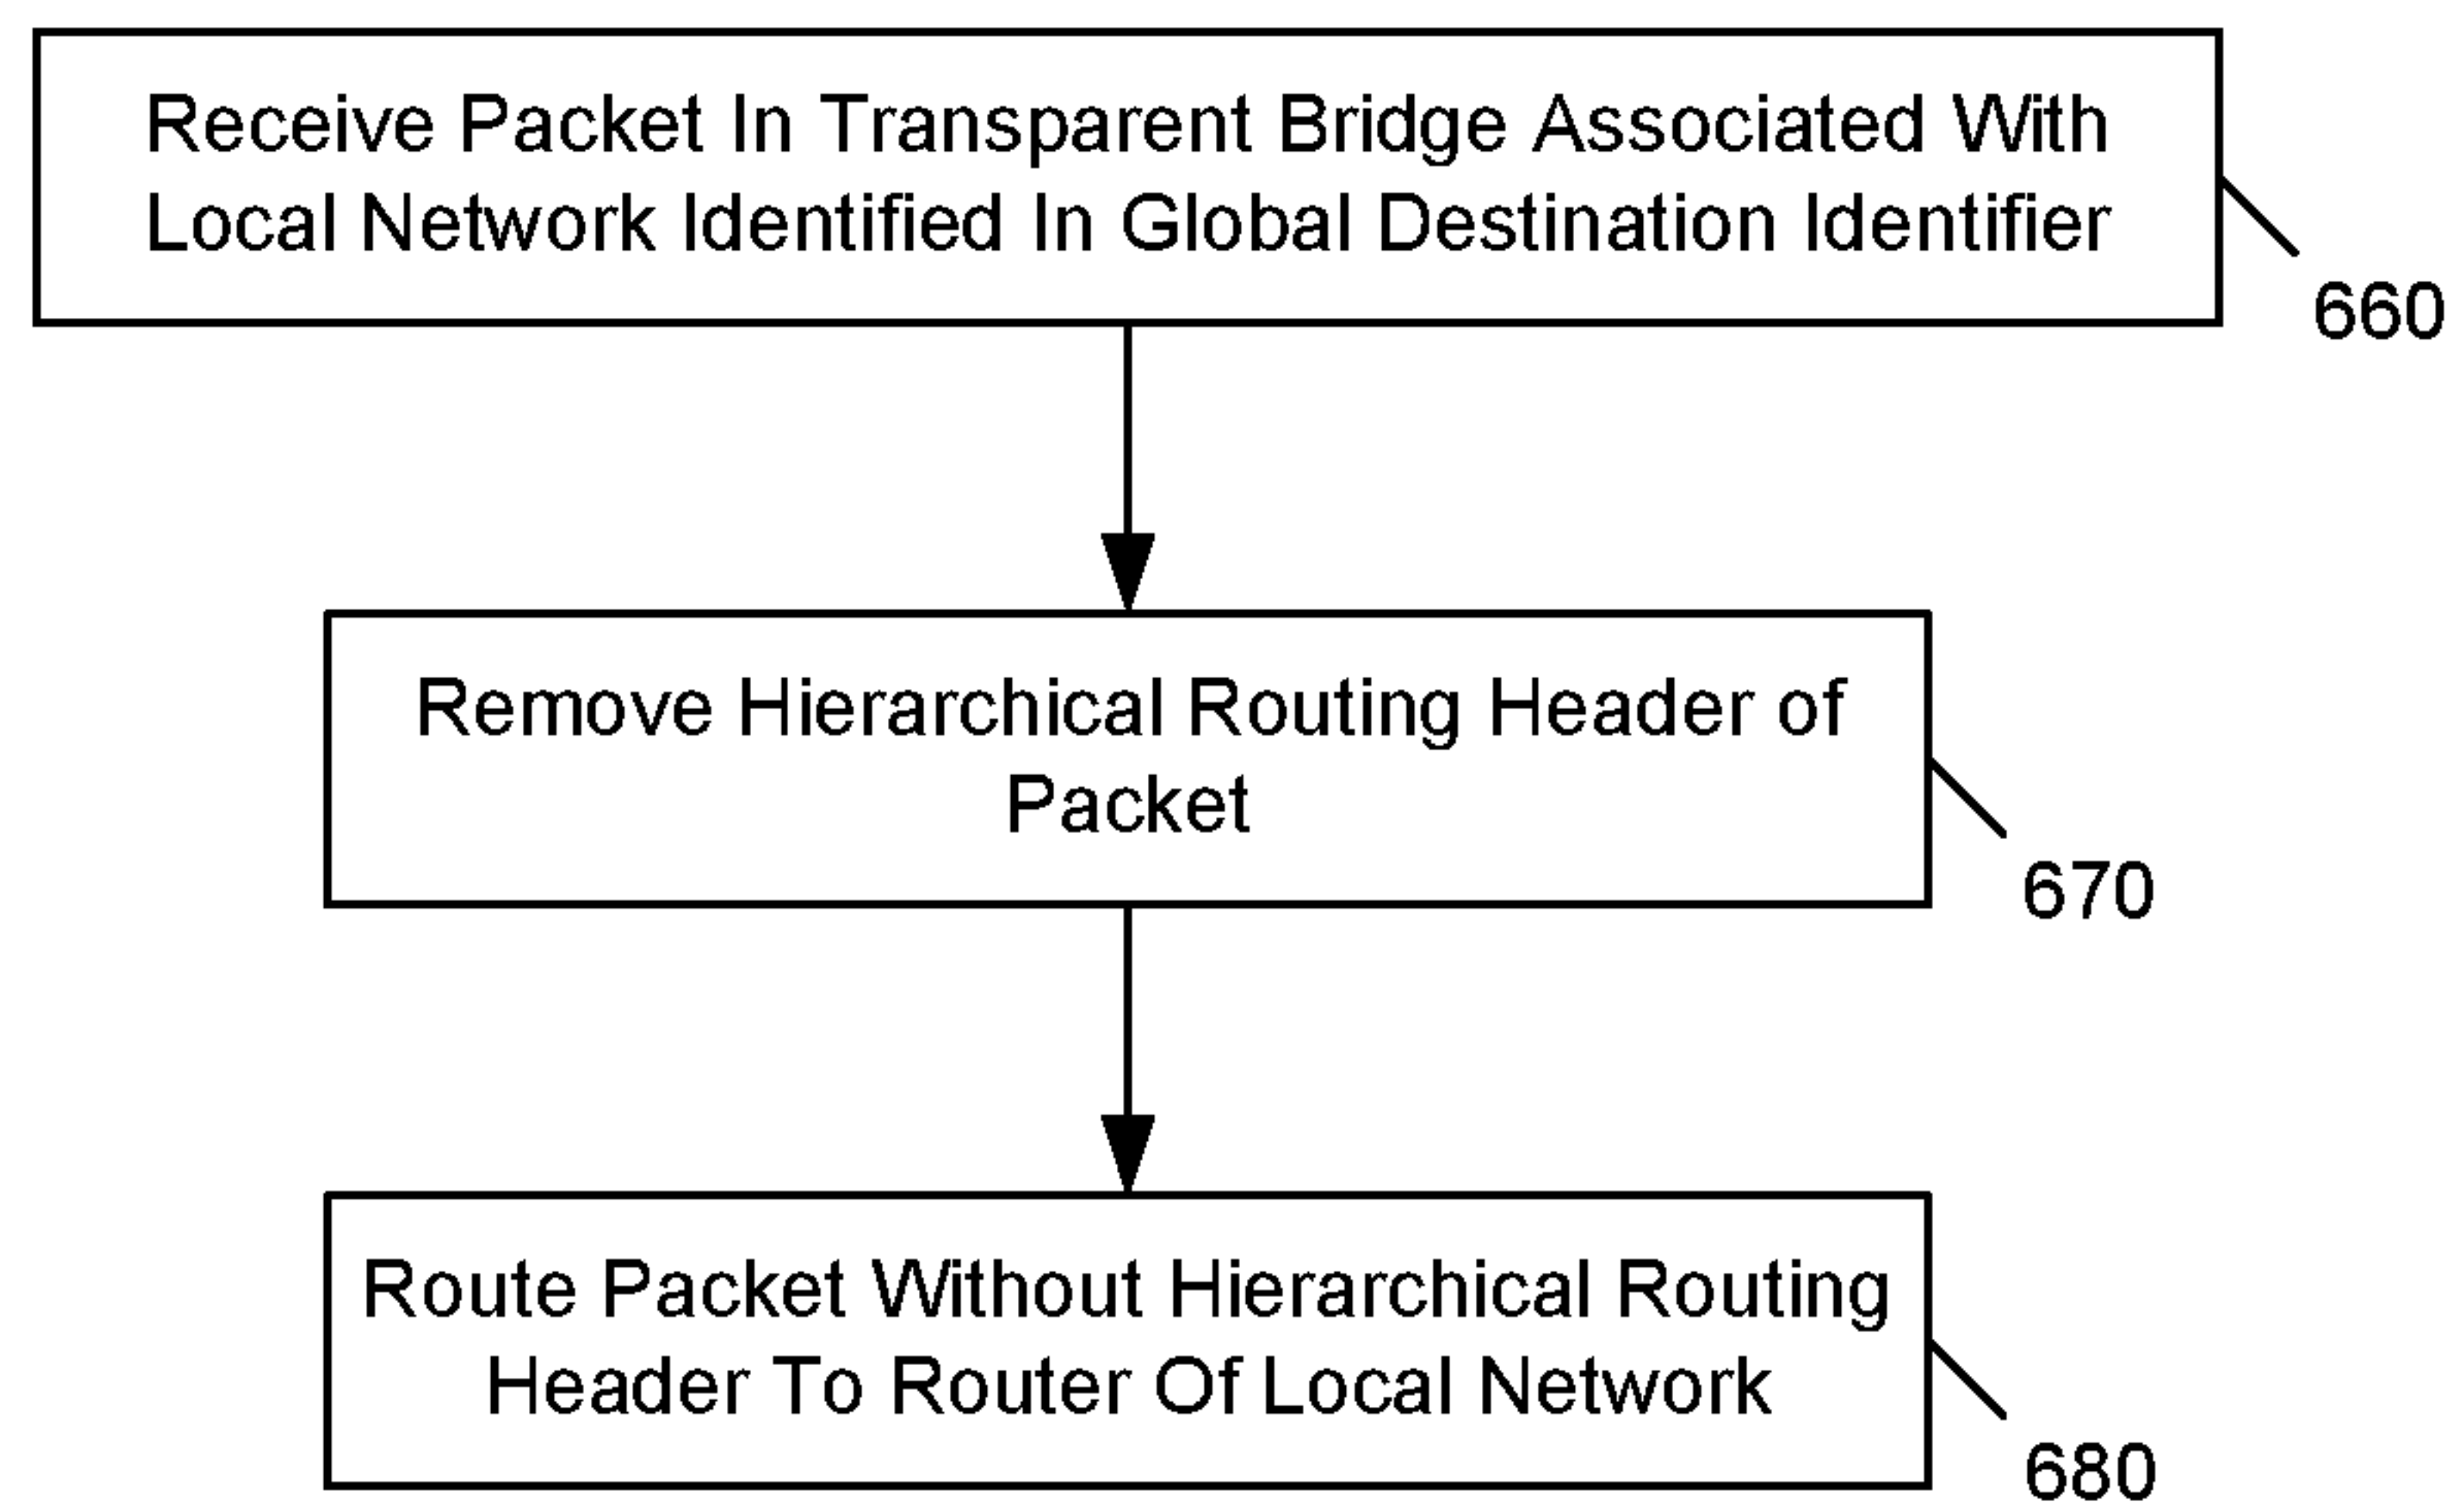 Receive Packet In Transparent Bridge Associated With
Local Network Identified In Global Destination Identifier
660
Remove Hierarchical Routing Header of
Packet
670
Route Packet Without Hierarchical Routing
Header To Router Of Local Network
680